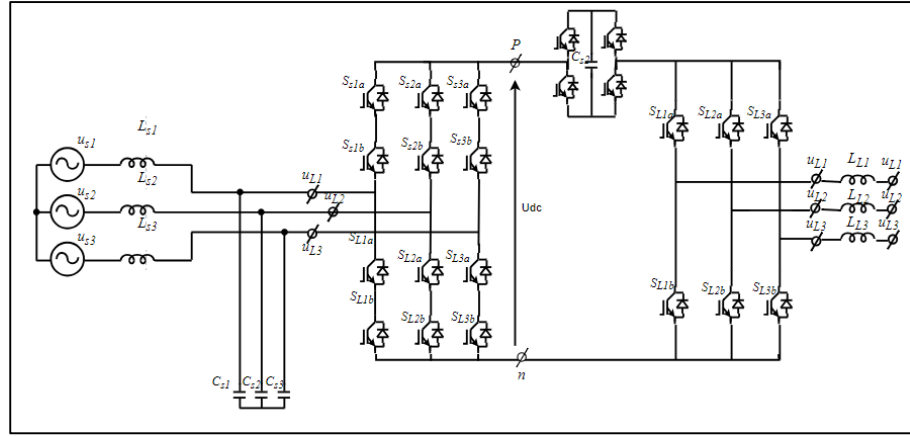 P
C_s2
S_s1a S_s2a S_s3a
S_L1a S_L2a S_L3a
L_s1
u_s1
S_s1b S_s2b S_s3b
L_s2
u_s2
u_L1
u_L2
L_s3
u_s3
u_L3
Udc
u_L1 L_L1 u_L1
u_L2 L_L2 u_L2
u_L3 L_L3 u_L3
S_L1a
S_L2a S_L3a
S_L1b
S_L2b S_L3b
S_L1b S_L2b S_L3b
C_s1 C_s2 C_s3
n